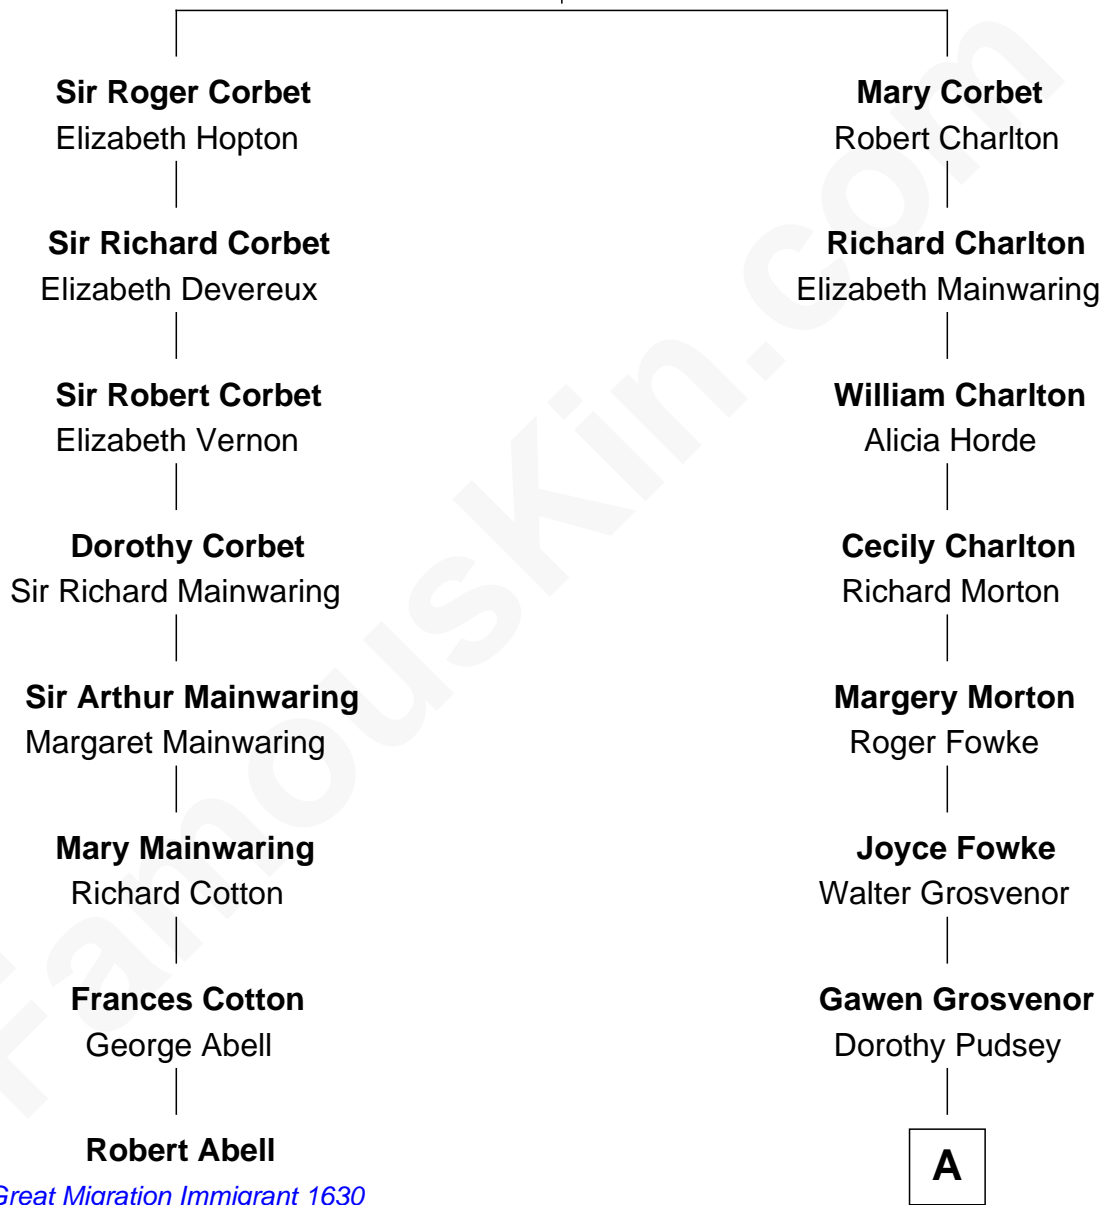 Sir Roger Corbet
Elizabeth Hopton
Sir Richard Corbet
Elizabeth Devereux
Sir Robert Corbet
Elizabeth Vernon
Dorothy Corbet
Sir Richard Mainwaring
Sir Arthur Mainwaring
Margaret Mainwaring
Mary Mainwaring
Richard Cotton
Frances Cotton
George Abell
Robert Abell
Great Migration Immigrant 1630
Mary Corbet
Robert Charlton
Richard Charlton
Elizabeth Mainwaring
William Charlton
Alicia Horde
Cecily Charlton
Richard Morton
Margery Morton
Roger Fowke
Joyce Fowke
Walter Grosvenor
Gawen Grosvenor
Dorothy Pudsey
A
FamousKin.com